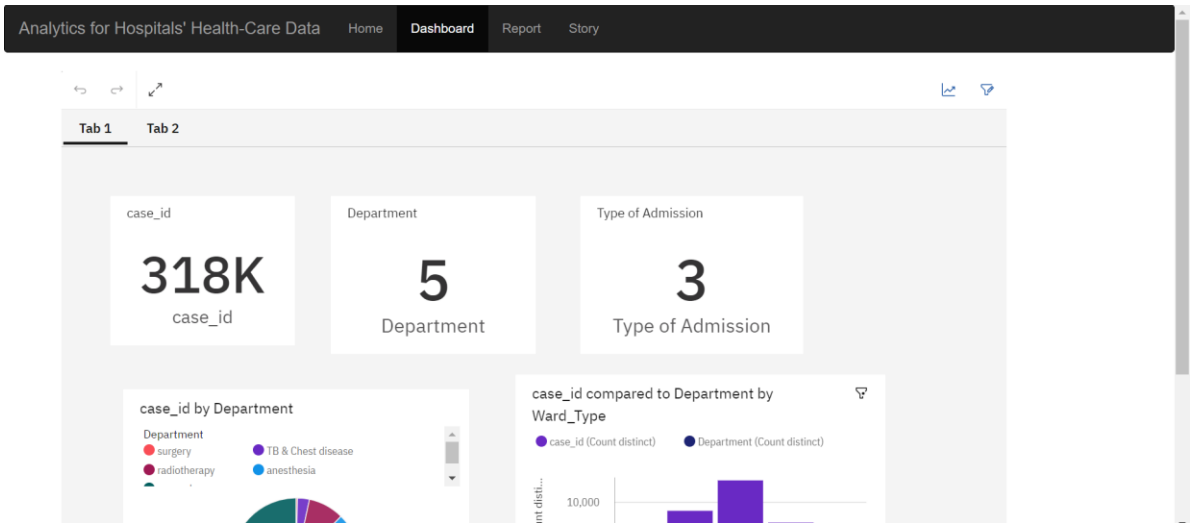 Analytics for Hospitals' Health-Care Data Home Dashboard Report Story
Tab 1 Tab 2
case_id
318K
case_id
Department
5
Department
Type of Admission
3
Type of Admission
case_id by Department
Department
surgery
TB & Chest disease
radiotherapy
anesthesia
case_id compared to Department by
Ward_Type
case_id (Count distinct) Department (Count distinct)
10,000